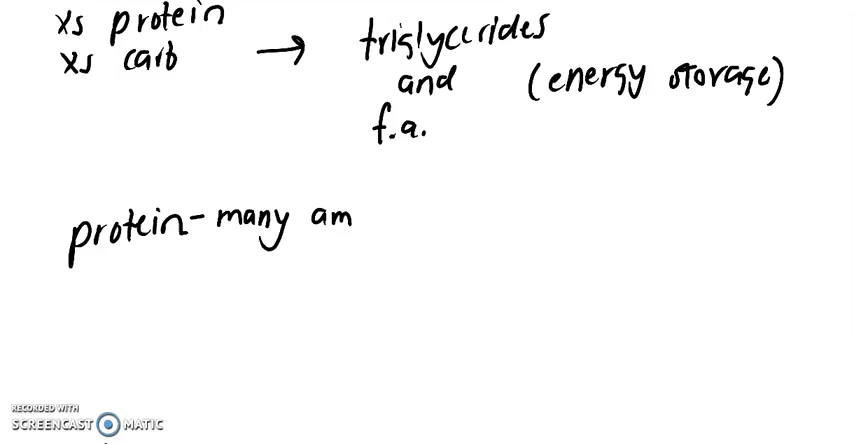 xs protein
xs carb → triglycerides
and (energy storage)
f.a.
protein - many am
RECORDED WITH
SCREENCAST MATIC